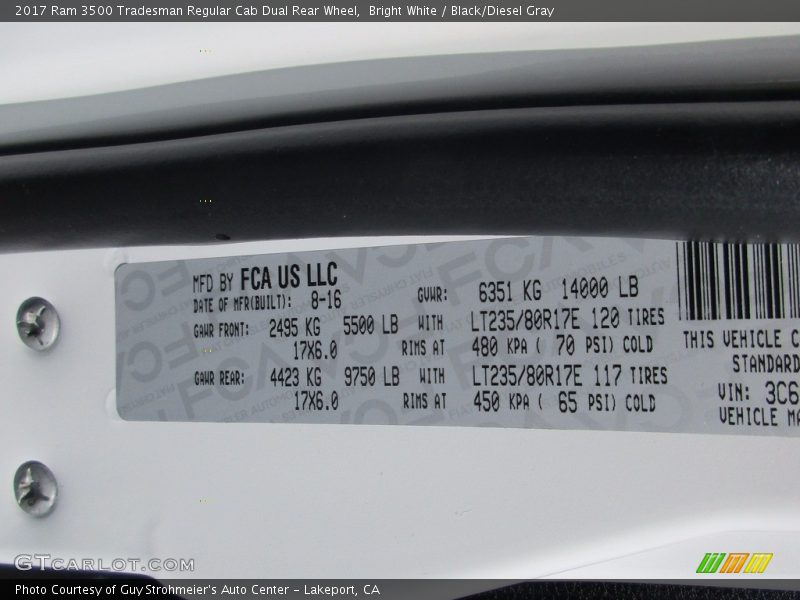 2017 Ram 3500 Tradesman Regular Cab Dual Rear Wheel, Bright White / Black/Diesel Gray
MFD BY FCA US LLC
DATE OF MFR(BUILT): 8-16 GVWR: 6351 KG 14000 LB
GAWR FRONT: 2495 KG 5500 LB WITH LT235/80R17E 120 TIRES
17X6.0 RIMS AT 480 KPA ( 70 PSI) COLD
GAWR REAR: 4423 KG 9750 LB WITH LT235/80R17E 117 TIRES
17X6.0 RIMS AT 450 KPA ( 65 PSI) COLD
THIS VEHICLE C
STANDARD
VIN: 3C6
VEHICLE MA
GTCARLOT.COM
Photo Courtesy of Guy Strohmeier's Auto Center - Lakeport, CA